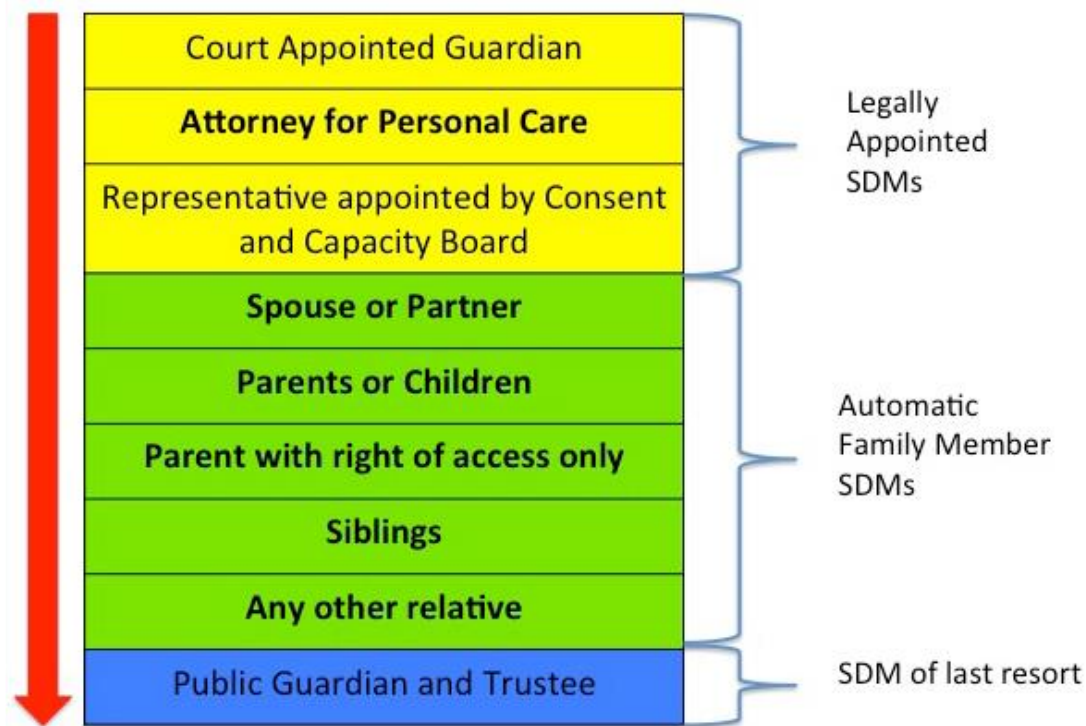 Court Appointed Guardian
Attorney for Personal Care
Representative appointed by Consent
and Capacity Board
Legally
Appointed
SDMs
Spouse or Partner
Parents or Children
Parent with right of access only
Siblings
Any other relative
Automatic
Family Member
SDMs
Public Guardian and Trustee
SDM of last resort